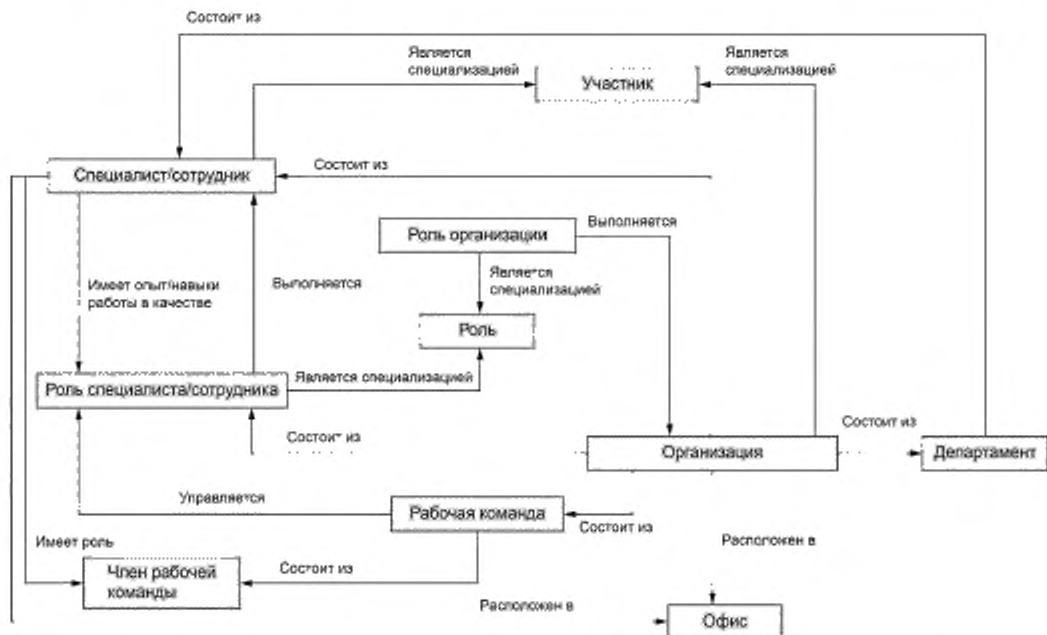 Состоит из
Является
специализацией
Является
специализацией
Участник
Состоит из
Специалист/сотрудник
Выполняется
Роль организации
Является
специализацией
Имеет опыт/навыки
работы в качестве
Выполняется
Роль
Является специализацией
Роль специалиста/сотрудника
Состоит из
Состоит из
Организация
Департамент
Управляется
Рабочая команда
Состоит из
Расположен в
Имеет роль
Член рабочей
команды
Состоит из
Расположен в
Офис